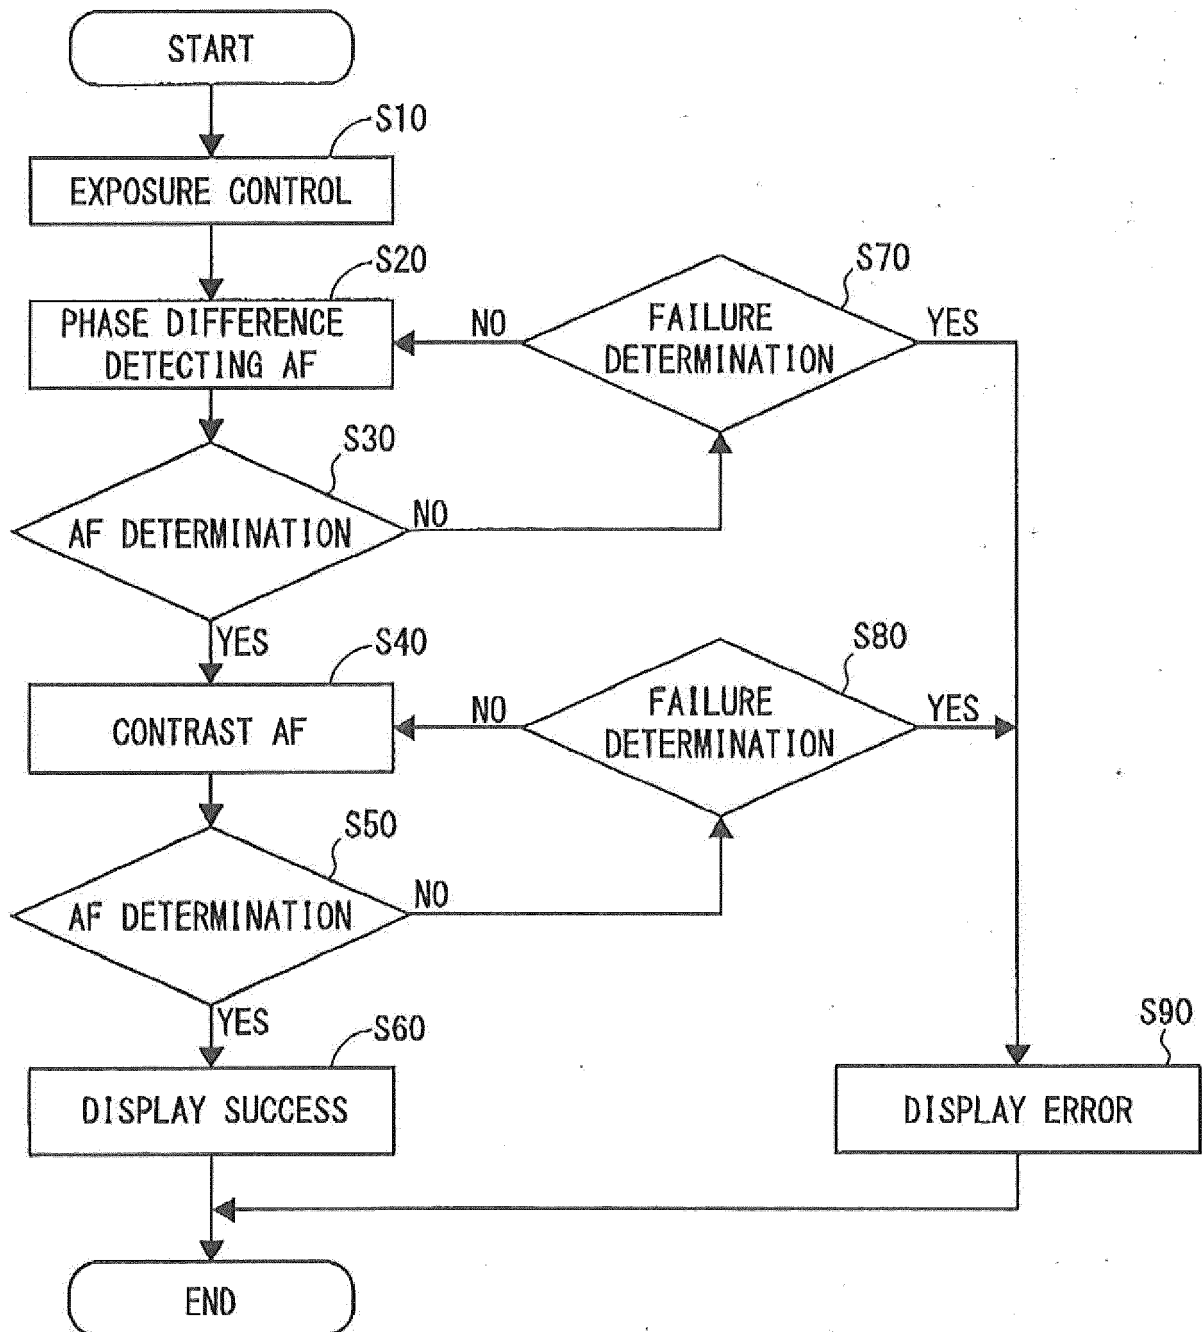 START
S10
EXPOSURE CONTROL
S20
PHASE DIFFERENCE
DETECTING AF
S70
FAILURE
DETERMINATION
NO
YES
S30
AF DETERMINATION
NO
YES
S40
CONTRAST AF
S80
FAILURE
DETERMINATION
NO
YES
S50
AF DETERMINATION
NO
YES
S60
DISPLAY SUCCESS
S90
DISPLAY ERROR
END